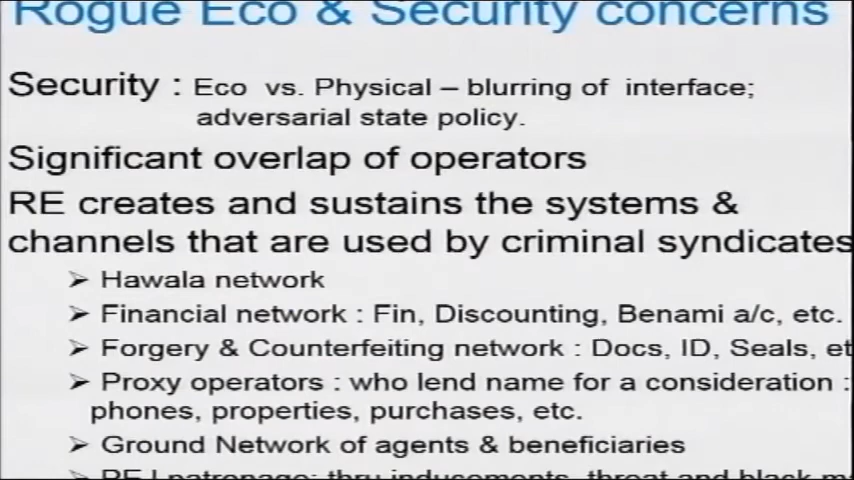 Rogue Eco & Security concerns
Security : Eco vs. Physical – blurring of interface;
adversarial state policy.
Significant overlap of operators
RE creates and sustains the systems &
channels that are used by criminal syndicates
➢ Hawala network
➢ Financial network : Fin, Discounting, Benami a/c, etc.
➢ Forgery & Counterfeiting network : Docs, ID, Seals, et
➢ Proxy operators : who lend name for a consideration :
phones, properties, purchases, etc.
➢ Ground Network of agents & beneficiaries
patronage: thru inducements, threat and black